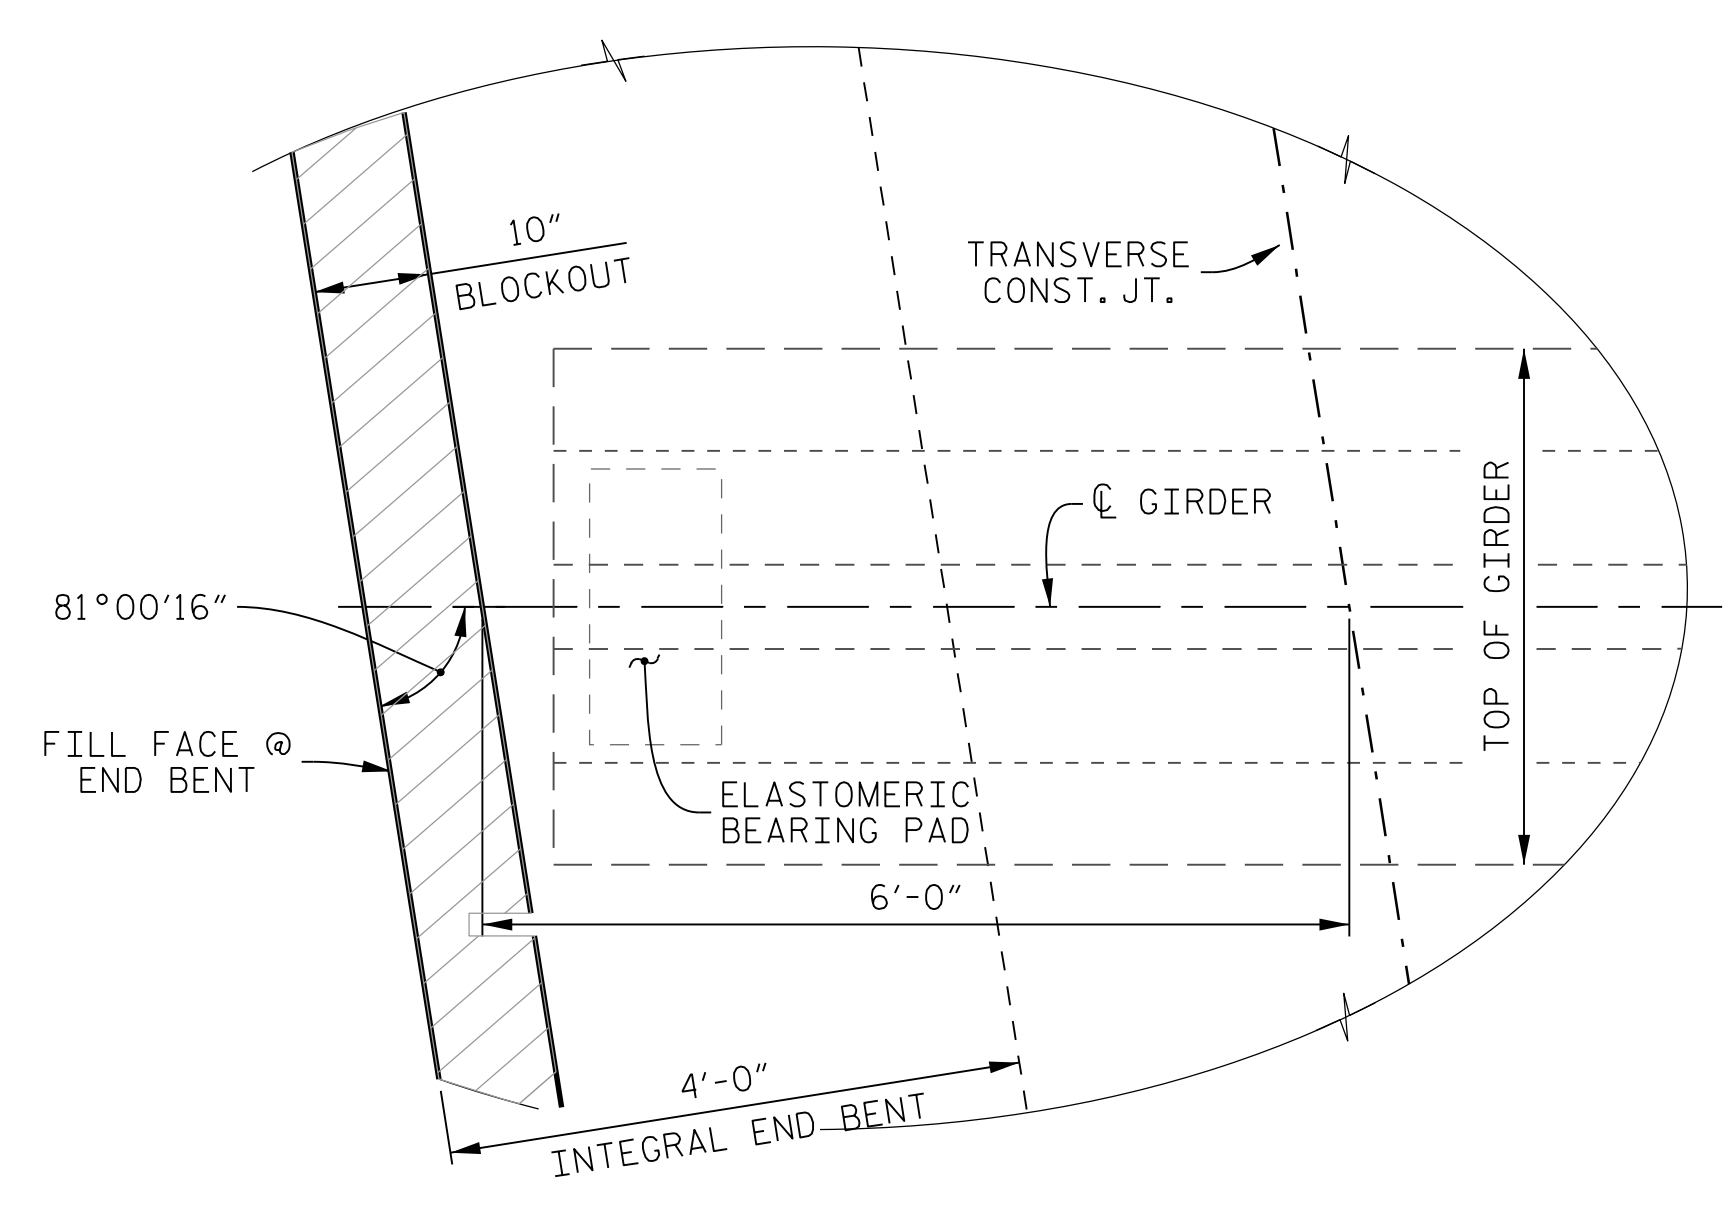 10"
BLOCKOUT
TRANSVERSE
CONST. JT.
℄ GIRDER
TOP OF GIRDER
81°00'16"
FILL FACE @
END BENT
ELASTOMERIC
BEARING PAD
6'-0"
4'-0"
INTEGRAL END BENT